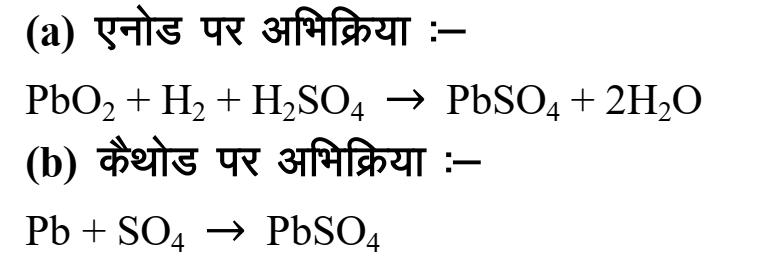 (a) एनोड पर अभिक्रिया :–
PbO₂ + H₂ + H₂SO₄ → PbSO₄ + 2H₂O
(b) कैथोड पर अभिक्रिया :–
Pb + SO₄ → PbSO₄